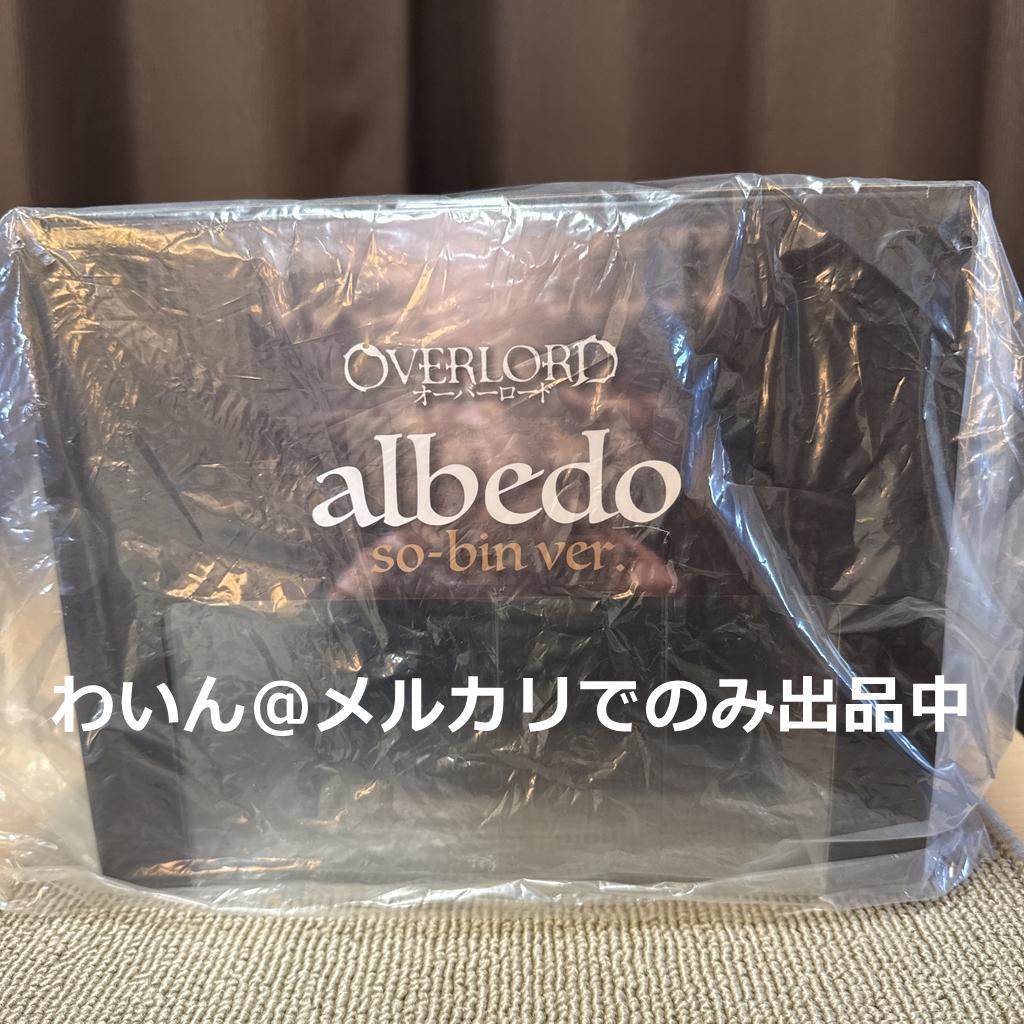 OVERLORD
オーバーロード
albedo
so-bin ver.
わいん@メルカリでのみ出品中